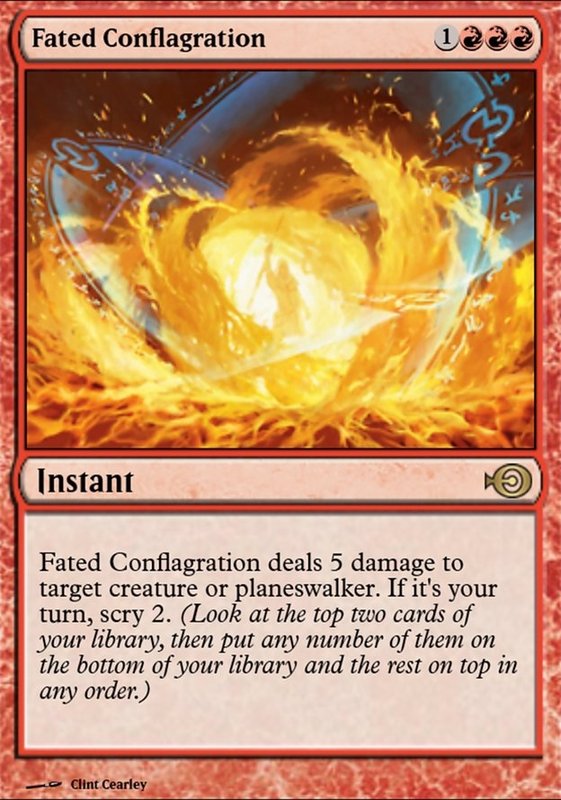 Fated Conflagration 1
Instant
Fated Conflagration deals 5 damage to
target creature or planeswalker. If it's your
turn, scry 2. (Look at the top two cards of
your library, then put any number of them on
the bottom of your library and the rest on top in
any order.)
Clint Cearley